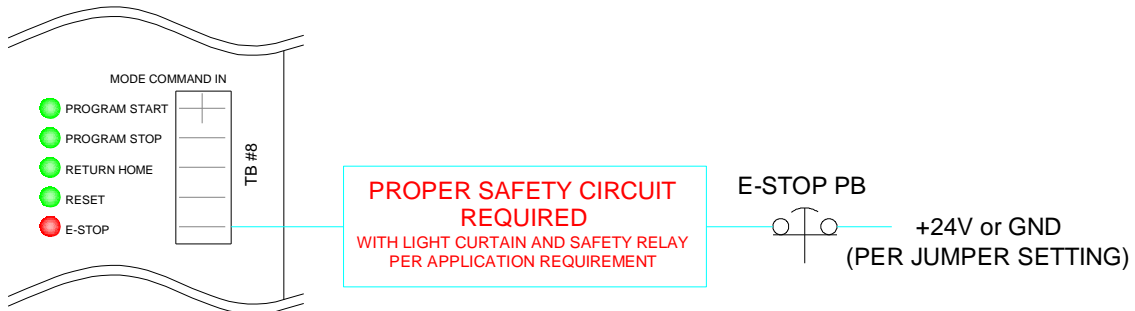 MODE COMMAND IN
PROGRAM START
PROGRAM STOP
RETURN HOME
RESET
E-STOP
TB #8
PROPER SAFETY CIRCUIT
REQUIRED
WITH LIGHT CURTAIN AND SAFETY RELAY
PER APPLICATION REQUIREMENT
E-STOP PB
+24V or GND
(PER JUMPER SETTING)